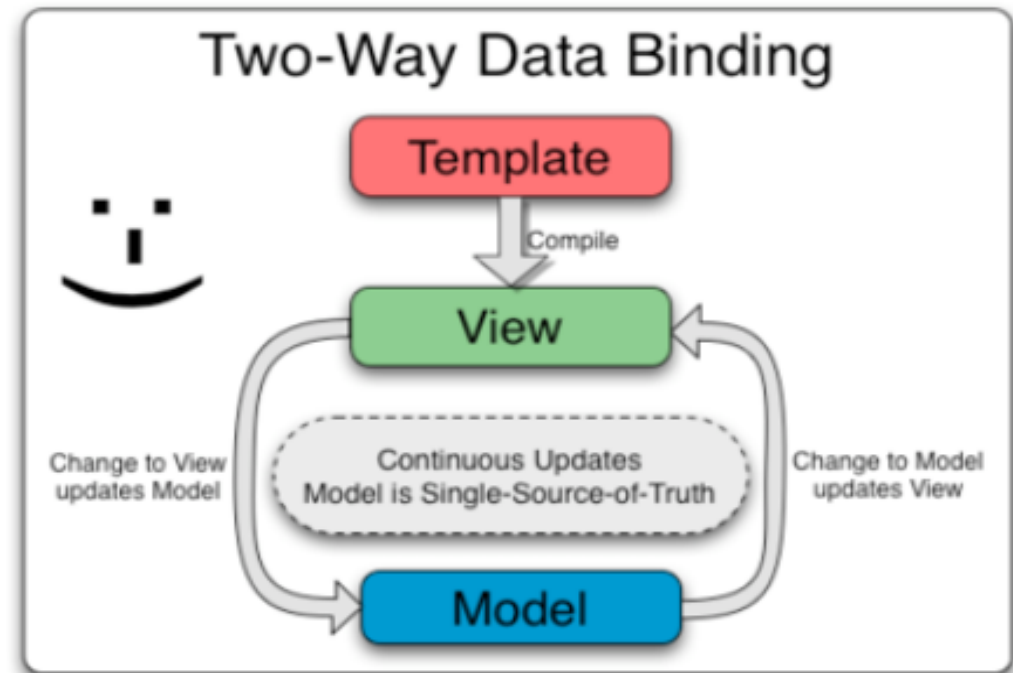 Two-Way Data Binding
Template
Compile
View
Change to View
updates Model
Continuous Updates
Model is Single-Source-of-Truth
Change to Model
updates View
Model